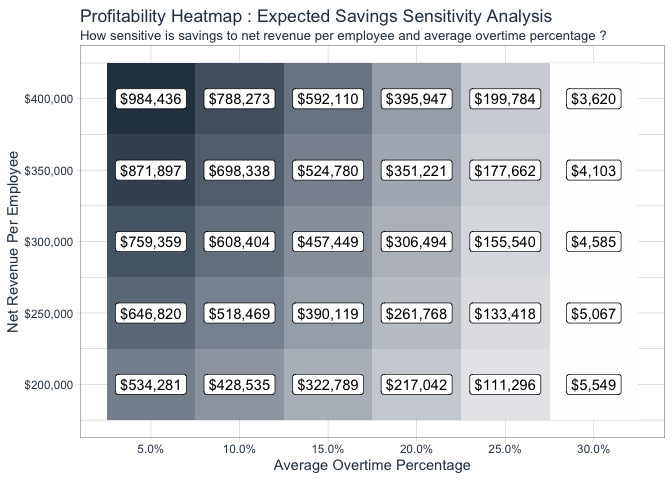 Profitability Heatmap : Expected Savings Sensitivity Analysis
How sensitive is savings to net revenue per employee and average overtime percentage ?
Net Revenue Per Employee
$400,000 $984,436 $788,273 $592,110 $395,947 $199,784 $3,620
$350,000 $871,897 $698,338 $524,780 $351,221 $177,662 $4,103
$300,000 $759,359 $608,404 $457,449 $306,494 $155,540 $4,585
$250,000 $646,820 $518,469 $390,119 $261,768 $133,418 $5,067
$200,000 $534,281 $428,535 $322,789 $217,042 $111,296 $5,549
5.0% 10.0% 15.0% 20.0% 25.0% 30.0%
Average Overtime Percentage